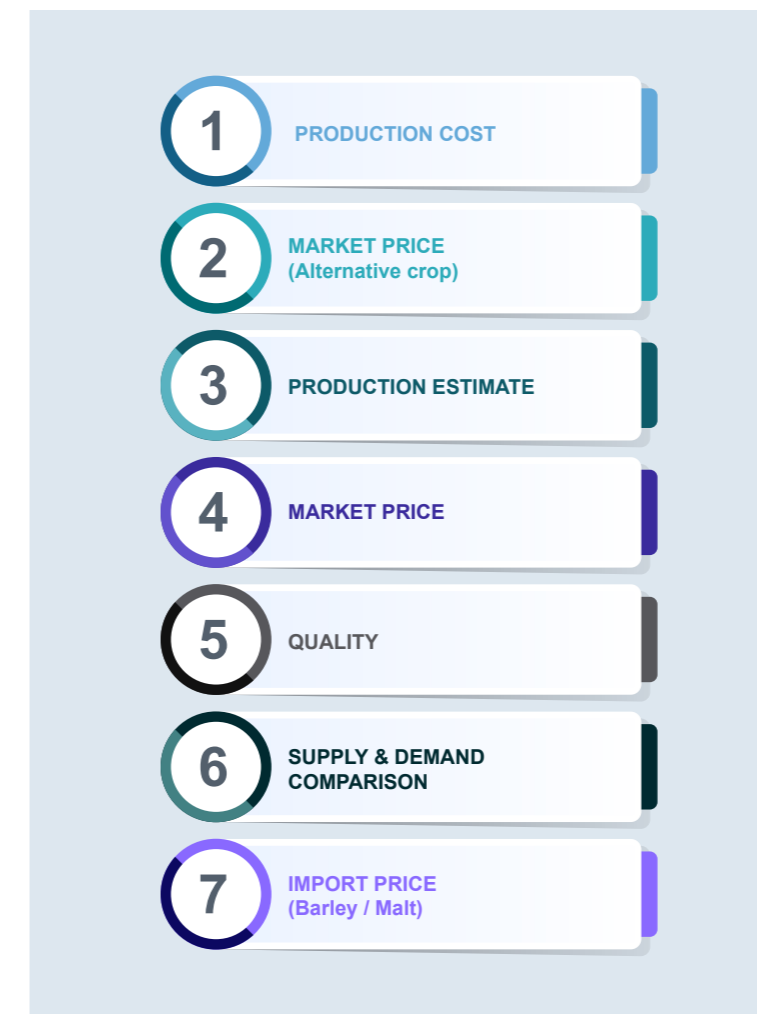 1
PRODUCTION COST
2
MARKET PRICE
(Alternative crop)
3
PRODUCTION ESTIMATE
4
MARKET PRICE
5
QUALITY
6
SUPPLY & DEMAND
COMPARISON
7
IMPORT PRICE
(Barley / Malt)